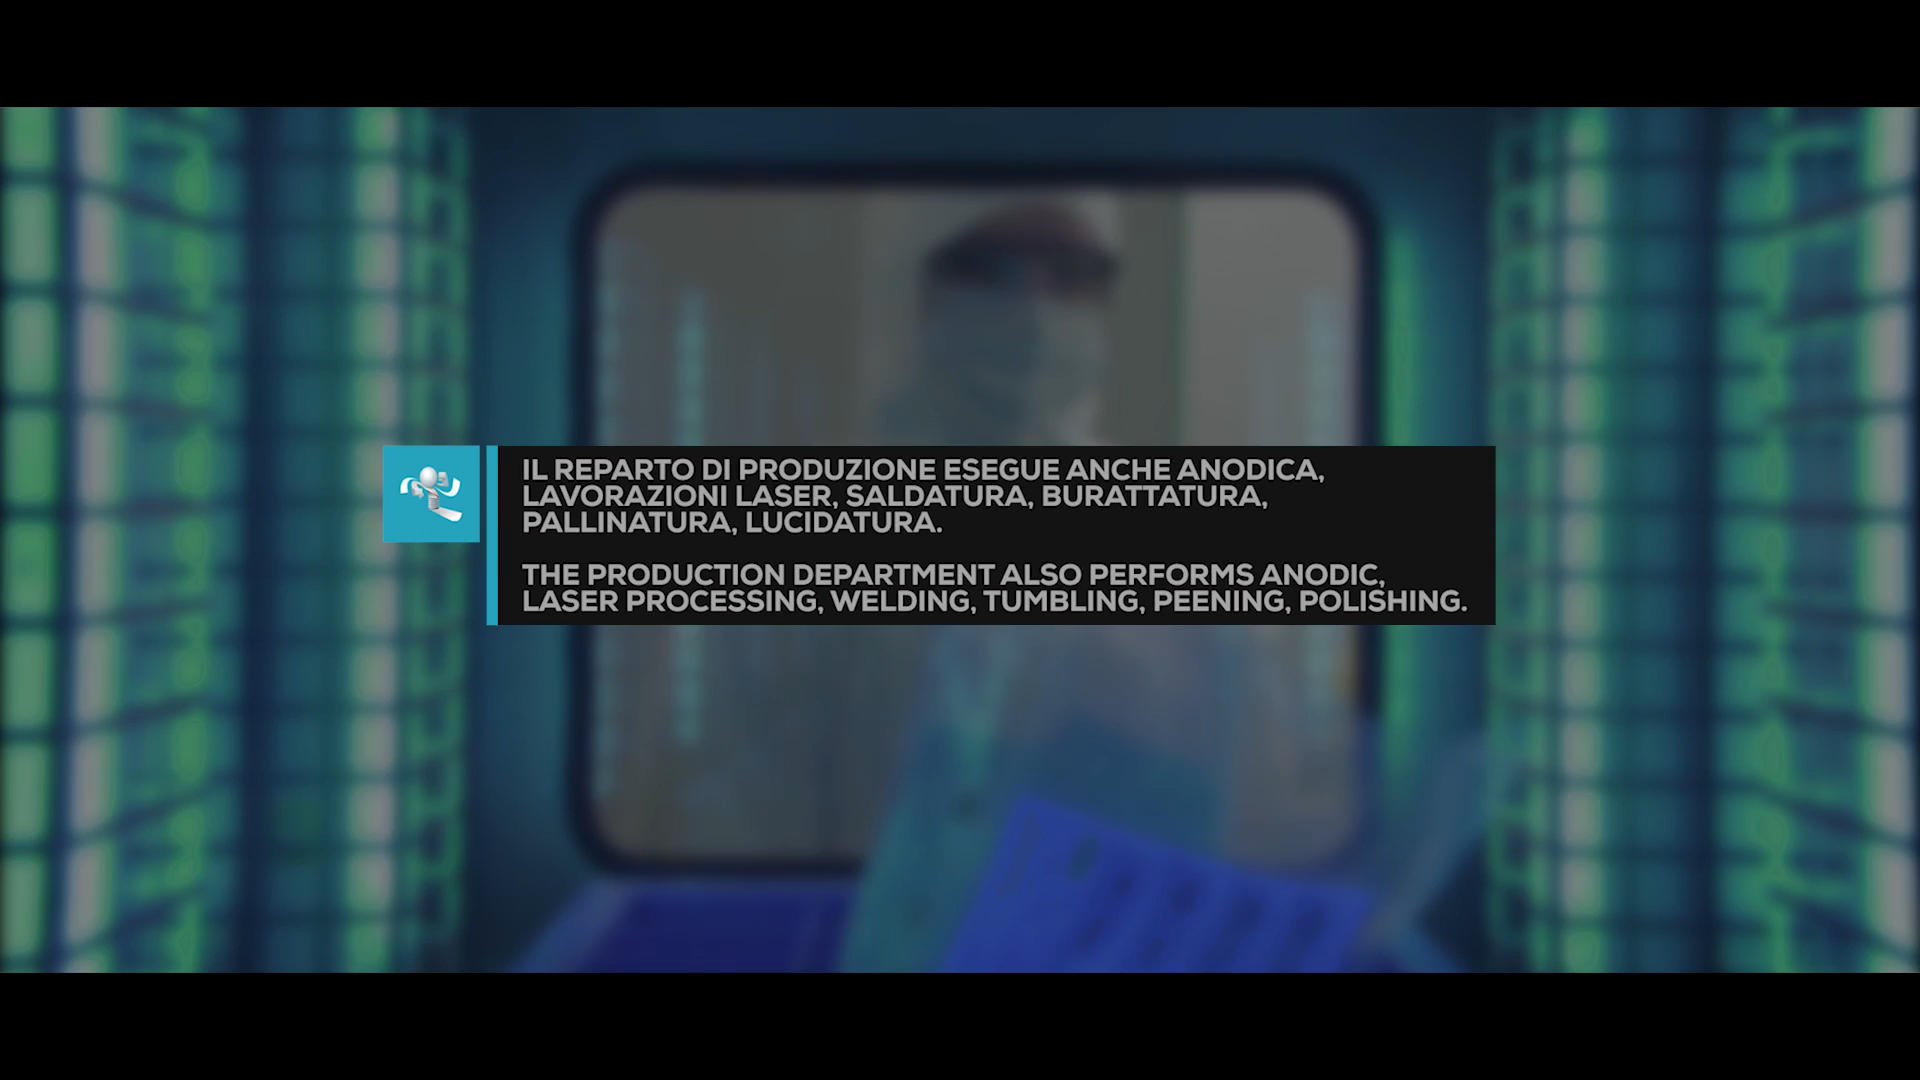 IL REPARTO DI PRODUZIONE ESEGUE ANCHE ANODICA,
LAVORAZIONI LASER, SALDATURA, BURATTATURA,
PALLINATURA, LUCIDATURA.
THE PRODUCTION DEPARTMENT ALSO PERFORMS ANODIC,
LASER PROCESSING, WELDING, TUMBLING, PEENING, POLISHING.